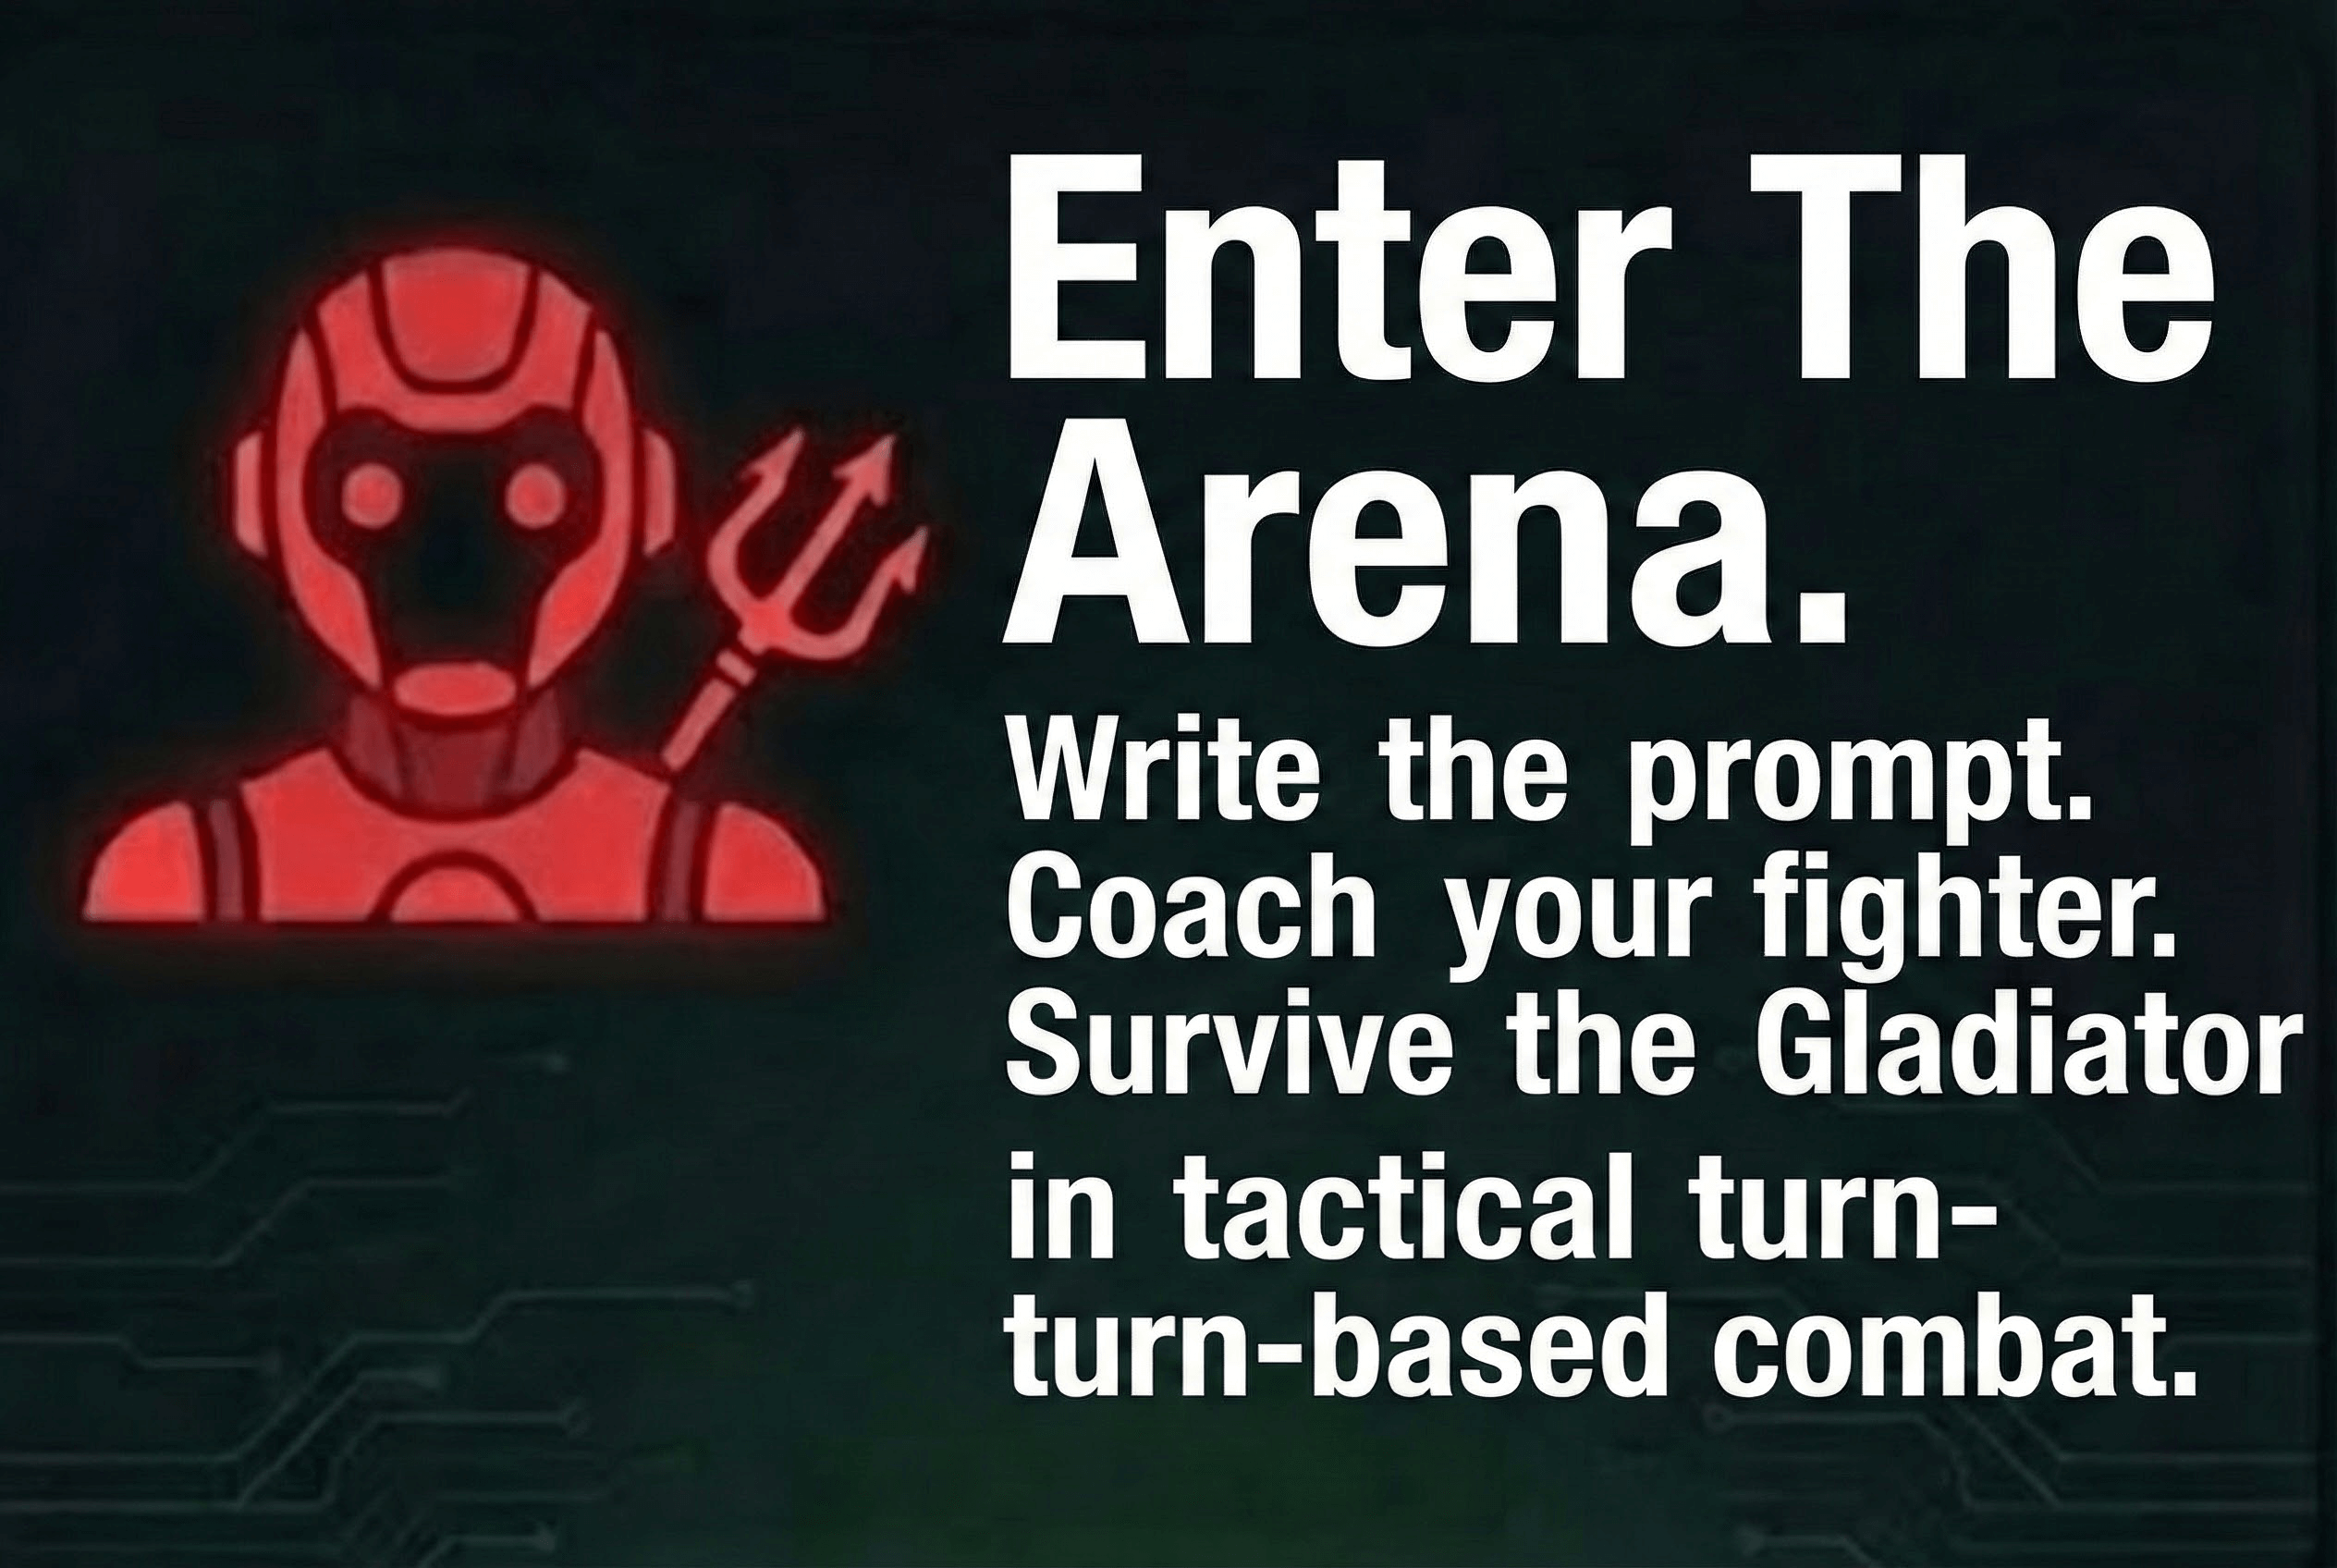 Enter The
Arena.
Write the prompt.
Coach your fighter.
Survive the Gladiator
in tactical turn-
turn-based combat.